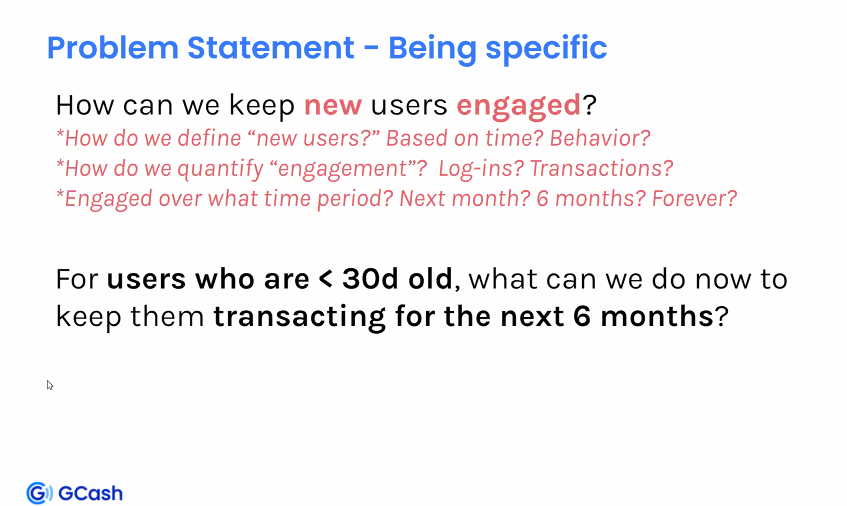 Problem Statement - Being specific
How can we keep new users engaged?
*How do we define “new users?” Based on time? Behavior?
*How do we quantify “engagement”? Log-ins? Transactions?
*Engaged over what time period? Next month? 6 months? Forever?
For users who are < 30d old, what can we do now to
keep them transacting for the next 6 months?
GCash